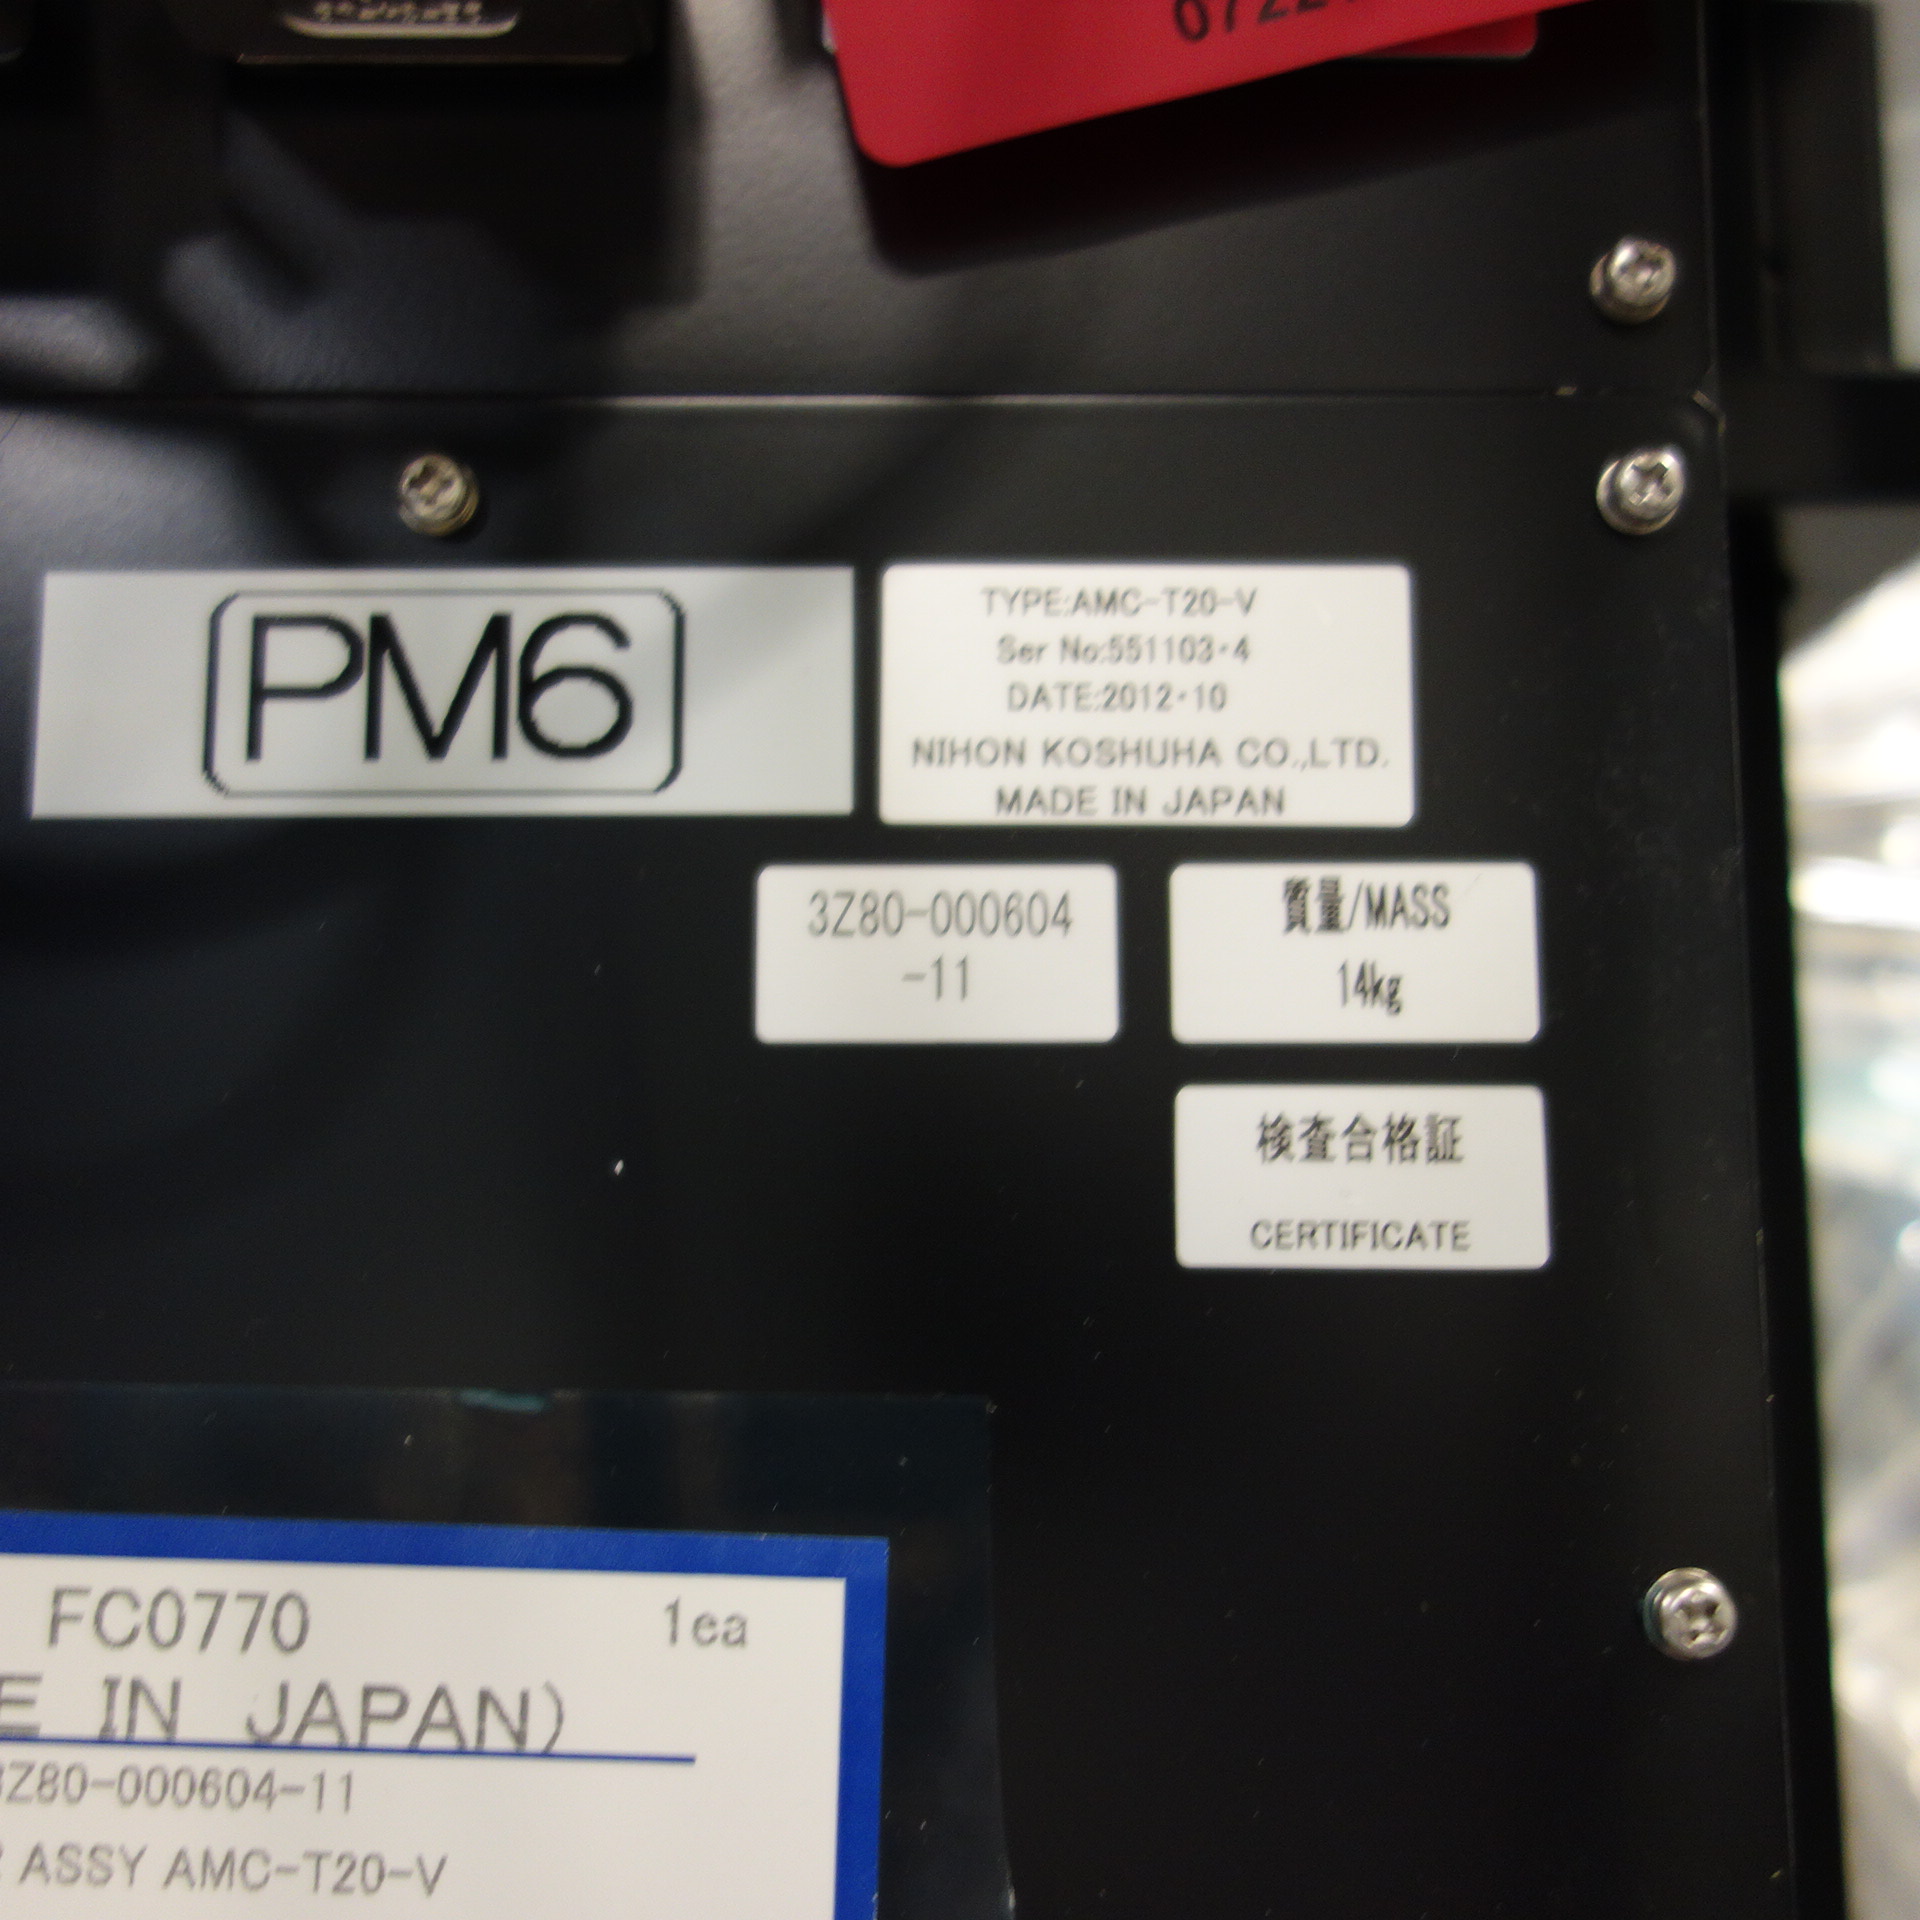 PM6
TYPE:AMC-T20-V
Ser No:551103・4
DATE:2012・10
NIHON KOSHUHA CO.,LTD.
MADE IN JAPAN
3Z80-000604
-11
質量/MASS
14kg
検査合格証
CERTIFICATE
FC0770 1ea
IN JAPAN)
3Z80-000604-11
ASSY AMC-T20-V